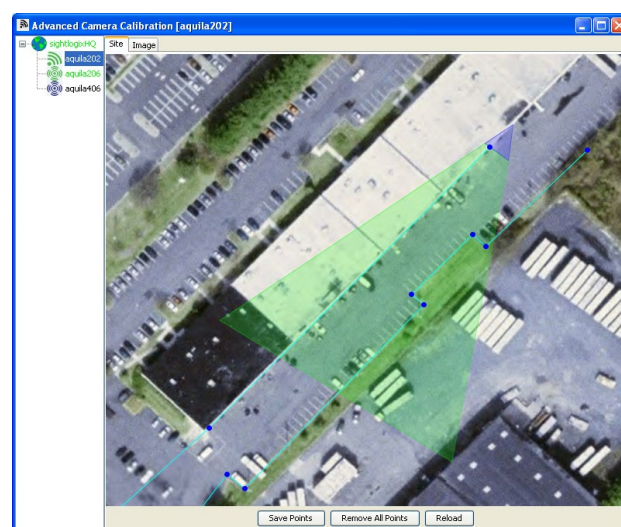 Advanced Camera Calibration [aquila202]
sightlogixHQ
aquila202
aquila206
aquila406
Site Image
Save Points Remove All Points Reload